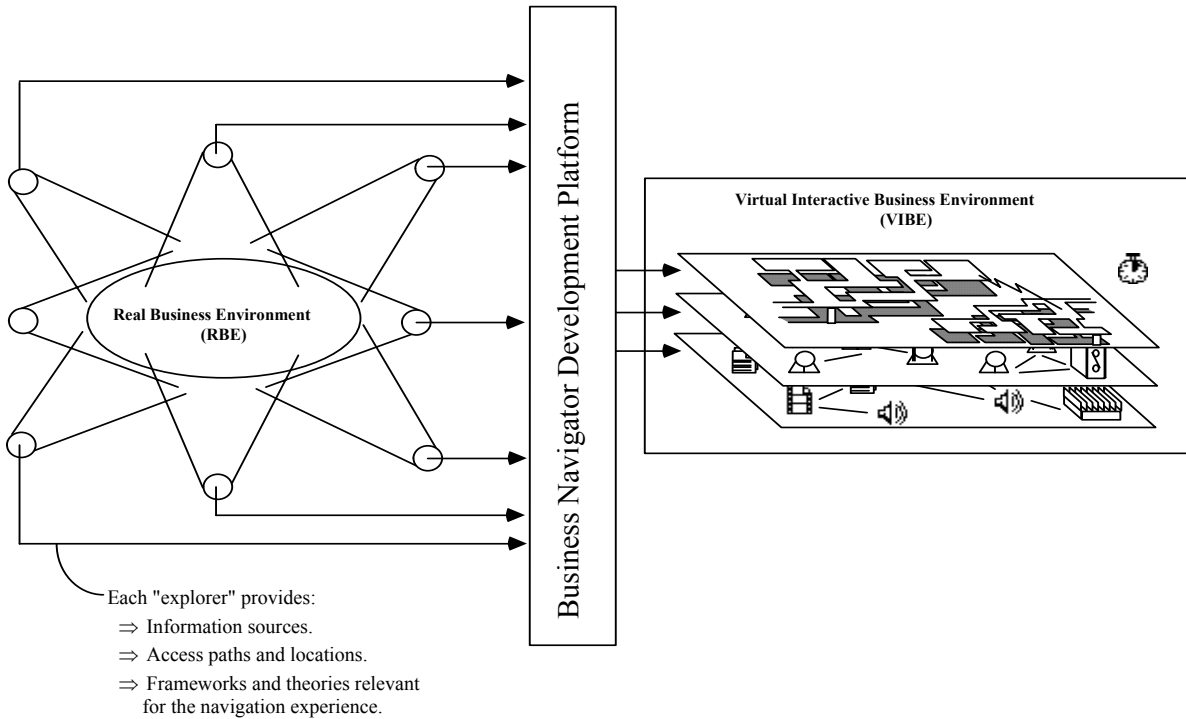 Real Business Environment
(RBE)
Business Navigator Development Platform
Virtual Interactive Business Environment
(VIBE)
Each "explorer" provides:
⇒ Information sources.
⇒ Access paths and locations.
⇒ Frameworks and theories relevant
for the navigation experience.